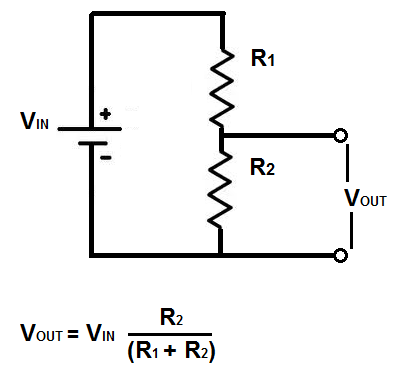 R1
+
VIN
-
R2
VOUT
VOUT = VIN R2
(R1 + R2)